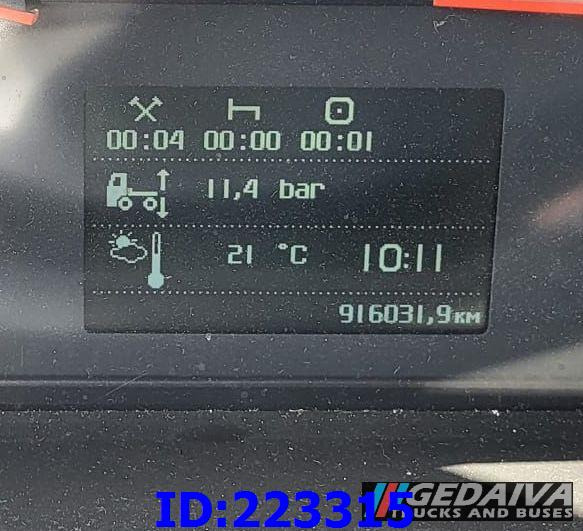 00:04 00:00 00:01
11,4 bar
21 °C 10:11
916031,9км
GEDAIVA
TRUCKS AND BUSES
ID:223315